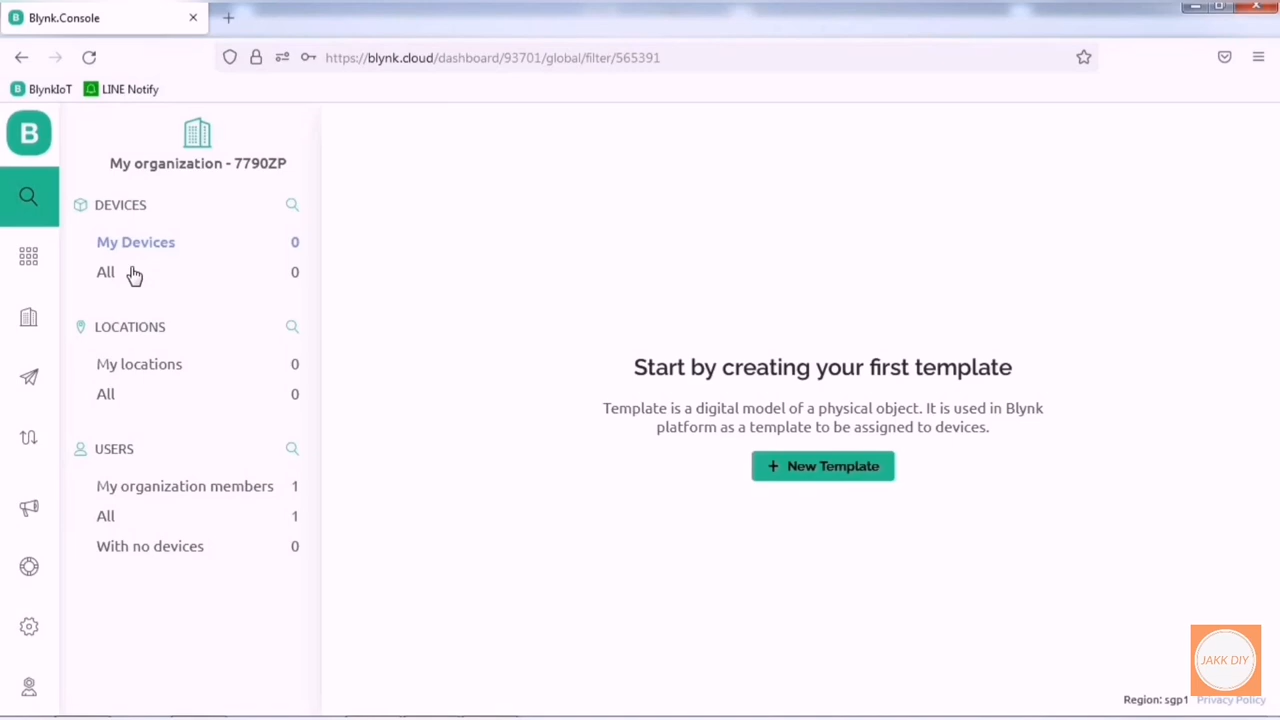 B Blynk.Console
https://blynk.cloud/dashboard/93701/global/filter/565391
B BlynkIoT LINE Notify
B
My organization - 7790ZP
DEVICES
My Devices 0
All 0
LOCATIONS
My locations 0
All 0
USERS
My organization members 1
All 1
With no devices 0
Start by creating your first template
Template is a digital model of a physical object. It is used in Blynk
platform as a template to be assigned to devices.
+ New Template
JAKK DIY
Region: sgp1 Privacy Policy